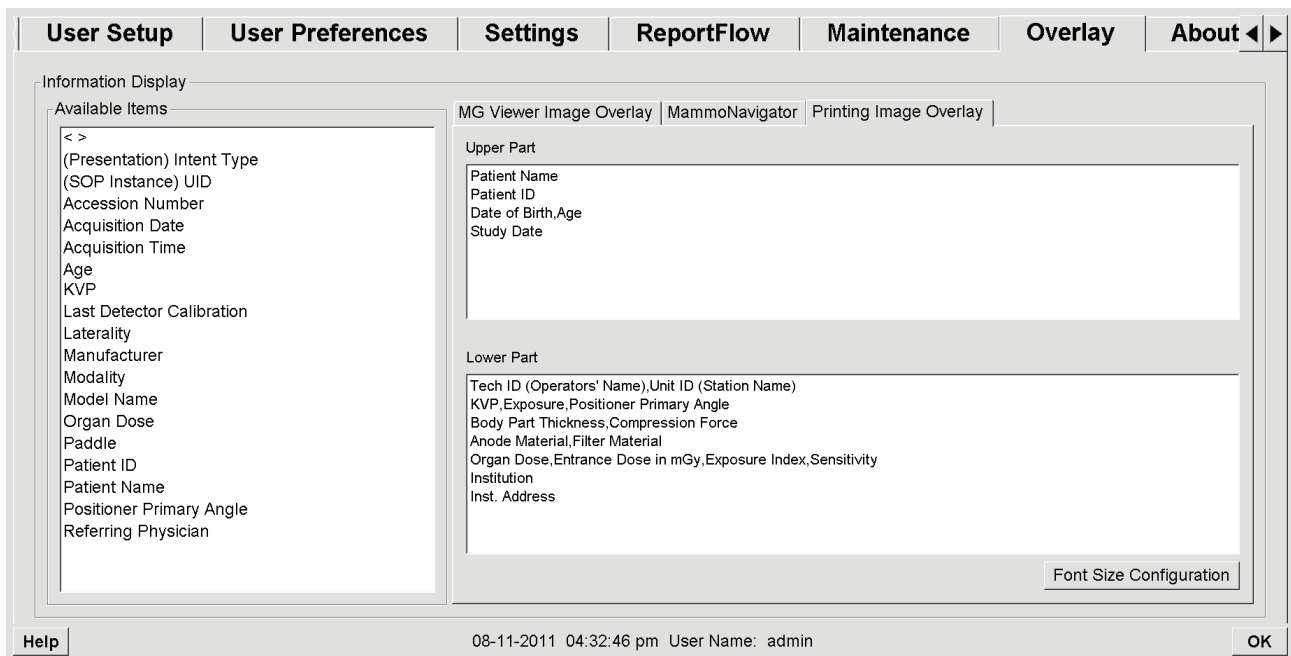 User Setup
User Preferences
Settings
ReportFlow
Maintenance
Overlay
About
Information Display
Available Items
< >
(Presentation) Intent Type
(SOP Instance) UID
Accession Number
Acquisition Date
Acquisition Time
Age
KVP
Last Detector Calibration
Laterality
Manufacturer
Modality
Model Name
Organ Dose
Paddle
Patient ID
Patient Name
Positioner Primary Angle
Referring Physician
MG Viewer Image Overlay
MammoNavigator
Printing Image Overlay
Upper Part
Patient Name
Patient ID
Date of Birth,Age
Study Date
Lower Part
Tech ID (Operators' Name),Unit ID (Station Name)
KVP,Exposure,Positioner Primary Angle
Body Part Thickness,Compression Force
Anode Material,Filter Material
Organ Dose,Entrance Dose in mGy,Exposure Index,Sensitivity
Institution
Inst. Address
Font Size Configuration
Help
08-11-2011 04:32:46 pm User Name: admin
OK